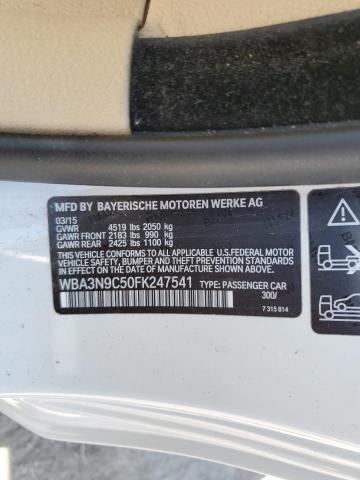 MFD BY BAYERISCHE MOTOREN WERKE AG
03/15
GVWR 4519 lbs 2050 kg
GAWR FRONT 2183 lbs 990 kg
GAWR REAR 2425 lbs 1100 kg
THIS VEHICLE CONFORMS TO ALL APPLICABLE U.S. FEDERAL MOTOR
VEHICLE SAFETY, BUMPER AND THEFT PREVENTION STANDARDS
IN EFFECT ON THE DATE OF MANUFACTURE SHOWN ABOVE.
WBA3N9C50FK247541 TYPE: PASSENGER CAR
300/
7 315 814